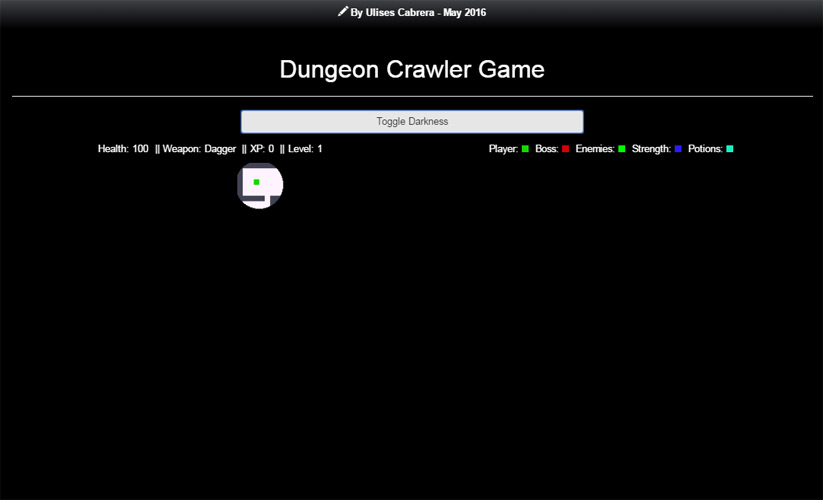 By Ulises Cabrera - May 2016
Dungeon Crawler Game
Toggle Darkness
Health: 100 || Weapon: Dagger || XP: 0 || Level: 1
Player: Boss: Enemies: Strength: Potions: